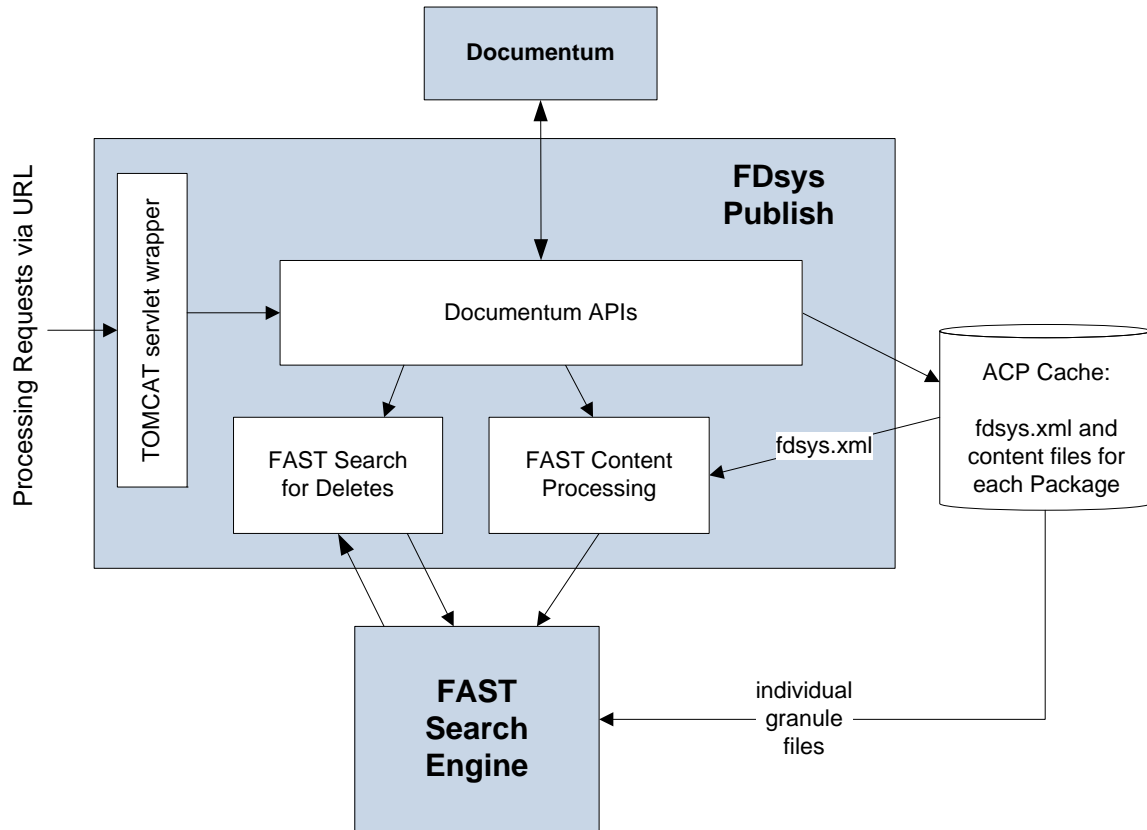 Documentum
FDsys
Publish
Processing Requests via URL
TOMCAT servlet wrapper
Documentum APIs
ACP Cache:
fdsys.xml and
content files for
each Package
fdsys.xml
FAST Search
for Deletes
FAST Content
Processing
FAST
Search
Engine
individual
granule
files